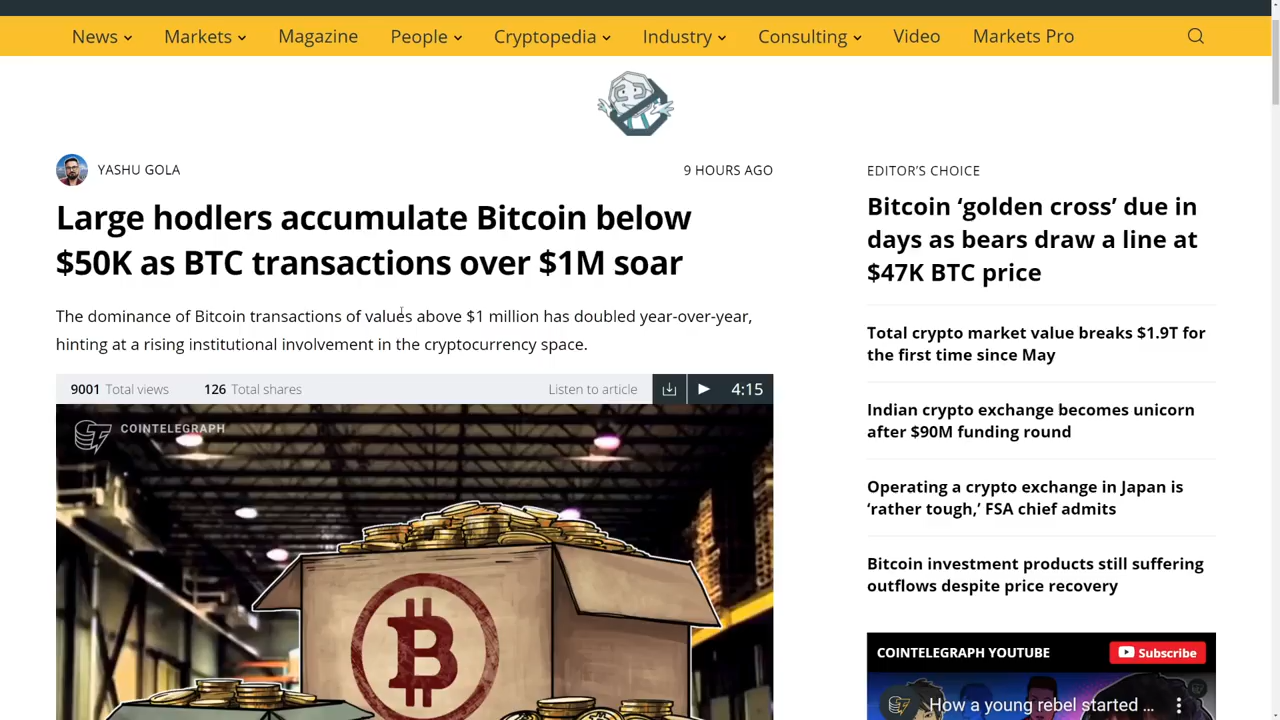 News Markets Magazine People Cryptopedia Industry Consulting Video Markets Pro
YASHU GOLA
9 HOURS AGO
Large hodlers accumulate Bitcoin below
$50K as BTC transactions over $1M soar
The dominance of Bitcoin transactions of values above $1 million has doubled year-over-year,
hinting at a rising institutional involvement in the cryptocurrency space.
9001 Total views 126 Total shares Listen to article 4:15
COINTELEGRAPH
EDITOR’S CHOICE
Bitcoin ‘golden cross’ due in
days as bears draw a line at
$47K BTC price
Total crypto market value breaks $1.9T for
the first time since May
Indian crypto exchange becomes unicorn
after $90M funding round
Operating a crypto exchange in Japan is
‘rather tough,’ FSA chief admits
Bitcoin investment products still suffering
outflows despite price recovery
COINTELEGRAPH YOUTUBE Subscribe
How a young rebel started ...